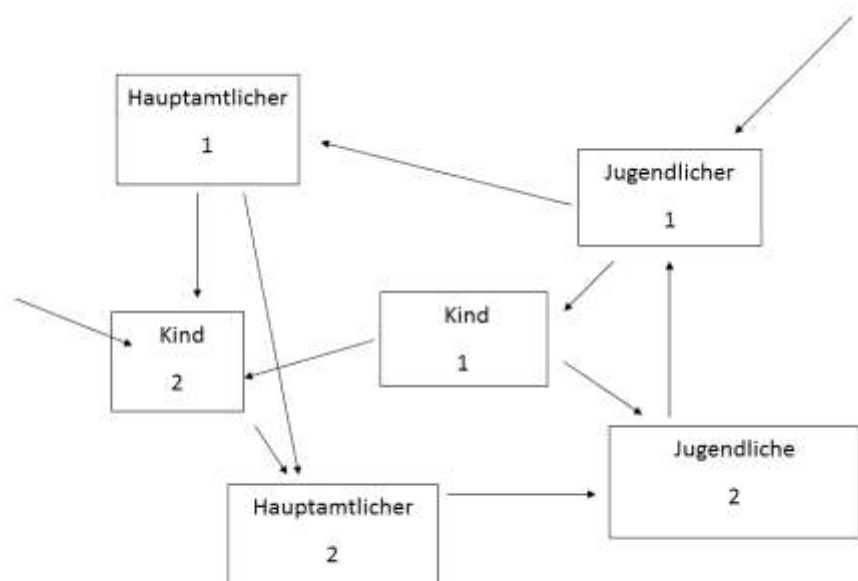 Hauptamtlicher
1
Jugendlicher
1
Kind
1
Kind
2
Jugendliche
2
Hauptamtlicher
2